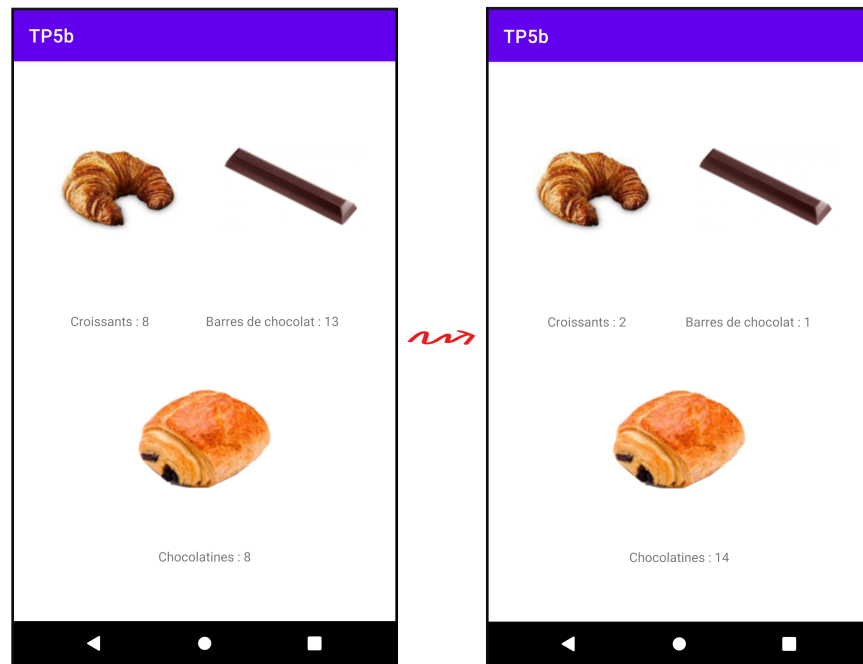 TP5b
Croissants : 8
Barres de chocolat : 13
Chocolatines : 8
TP5b
Croissants : 2
Barres de chocolat : 1
Chocolatines : 14